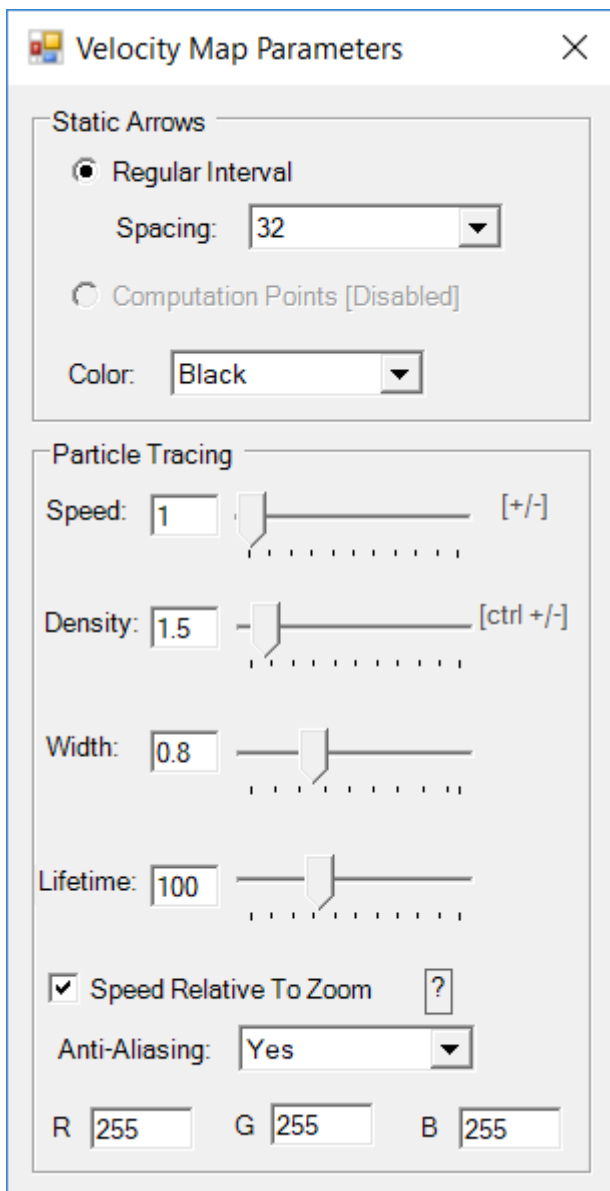 Velocity Map Parameters
Static Arrows
Regular Interval
Spacing: 32
Computation Points [Disabled]
Color: Black
Particle Tracing
Speed: 1 [+/-]
Density: 1.5 [ctrl +/-]
Width: 0.8
Lifetime: 100
Speed Relative To Zoom ?
Anti-Aliasing: Yes
R 255 G 255 B 255